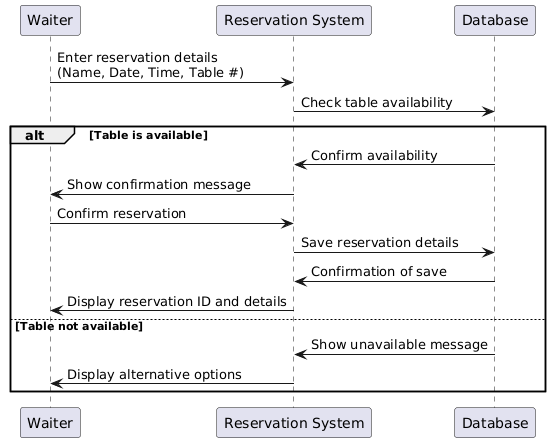 Waiter
Reservation System
Database
Enter reservation details
(Name, Date, Time, Table #)
Check table availability
alt
[Table is available]
Confirm availability
Show confirmation message
Confirm reservation
Save reservation details
Confirmation of save
Display reservation ID and details
[Table not available]
Show unavailable message
Display alternative options
Waiter
Reservation System
Database